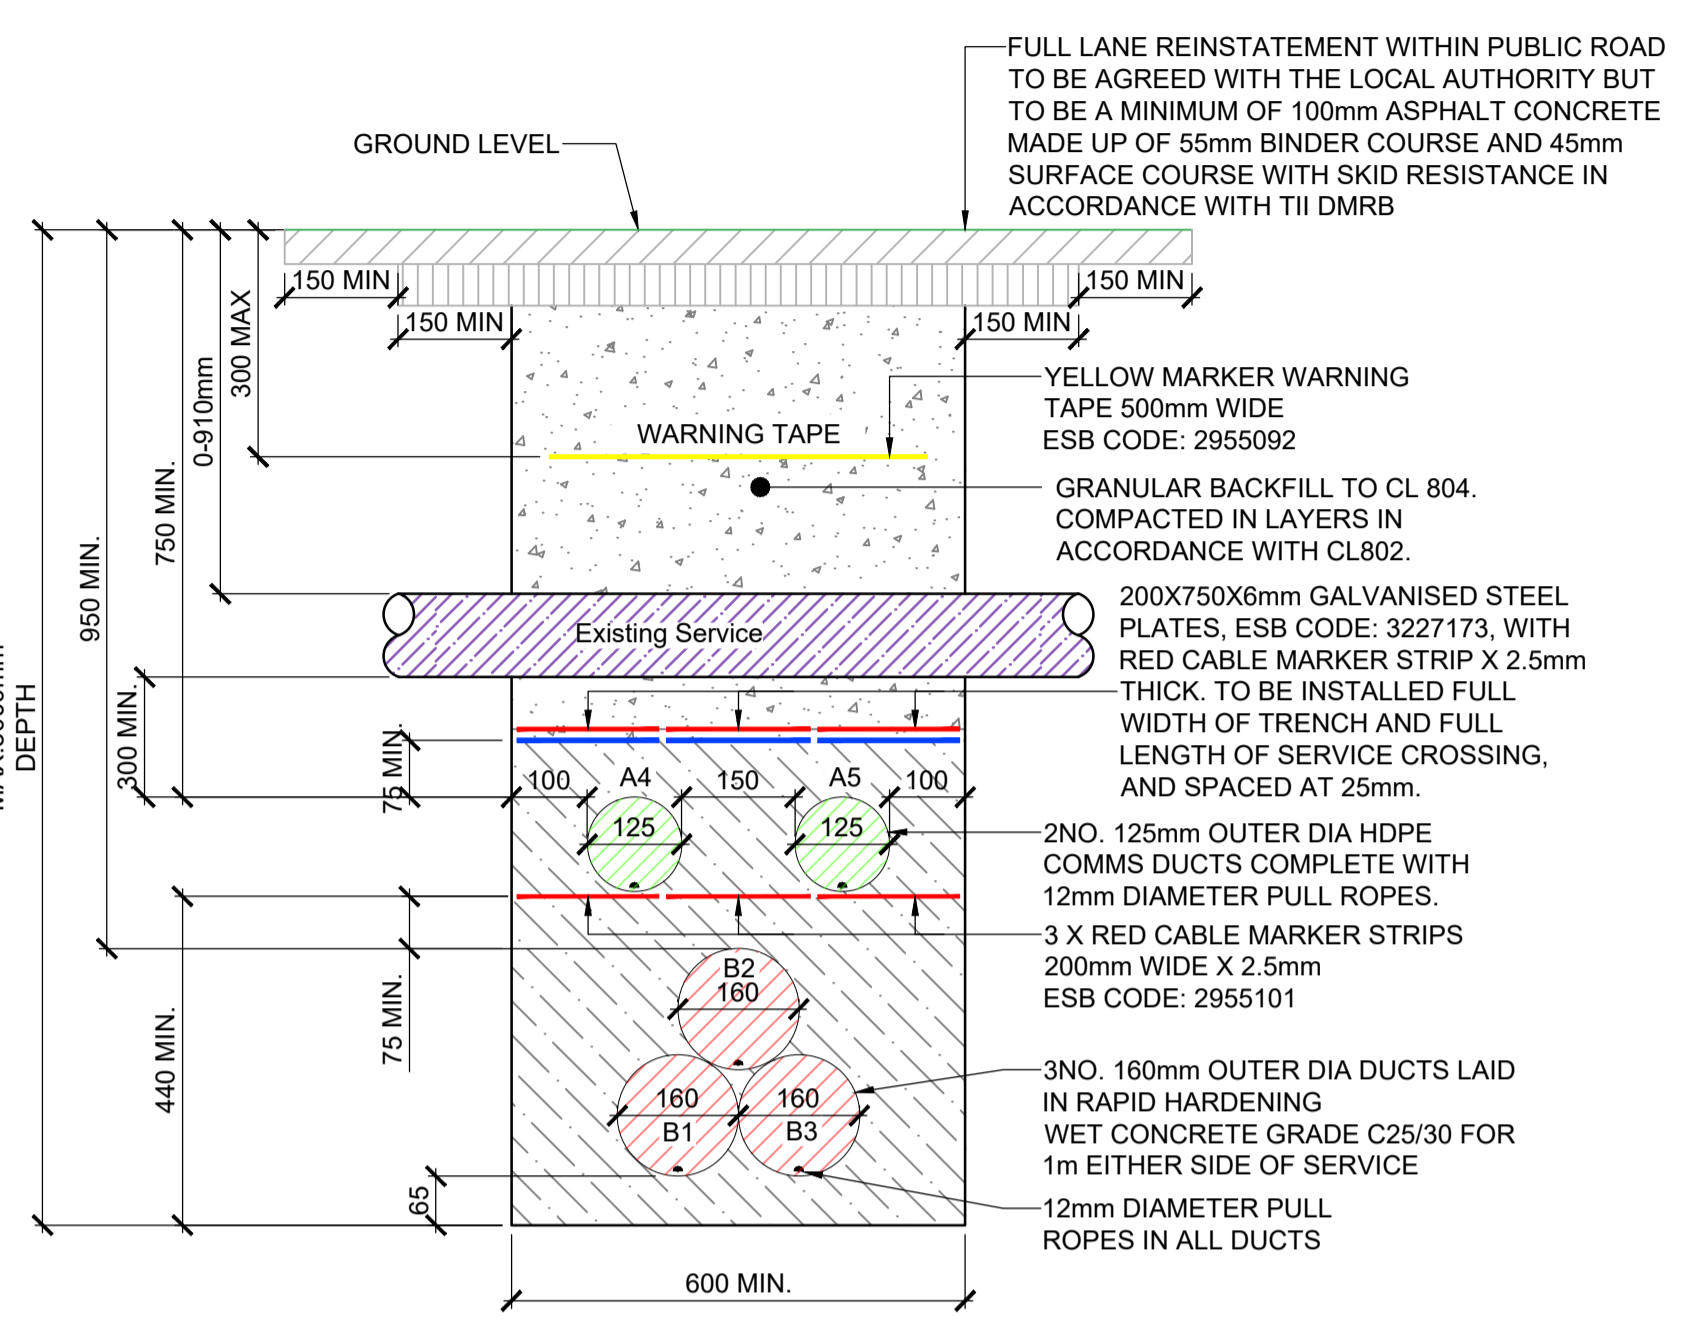 FULL LANE REINSTATEMENT WITHIN PUBLIC ROAD
TO BE AGREED WITH THE LOCAL AUTHORITY BUT
TO BE A MINIMUM OF 100mm ASPHALT CONCRETE
MADE UP OF 55mm BINDER COURSE AND 45mm
SURFACE COURSE WITH SKID RESISTANCE IN
ACCORDANCE WITH TII DMRB
GROUND LEVEL
150 MIN
150 MIN
150 MIN
150 MIN
300 MAX
0-910mm
750 MIN.
950 MIN.
DEPTH
300 MIN.
75 MIN.
WARNING TAPE
YELLOW MARKER WARNING
TAPE 500mm WIDE
ESB CODE: 2955092
GRANULAR BACKFILL TO CL 804.
COMPACTED IN LAYERS IN
ACCORDANCE WITH CL802.
Existing Service
200X750X6mm GALVANISED STEEL
PLATES, ESB CODE: 3227173, WITH
RED CABLE MARKER STRIP X 2.5mm
THICK. TO BE INSTALLED FULL
WIDTH OF TRENCH AND FULL
LENGTH OF SERVICE CROSSING,
AND SPACED AT 25mm.
100 A4 150 A5 100
125 125
2NO. 125mm OUTER DIA HDPE
COMMS DUCTS COMPLETE WITH
12mm DIAMETER PULL ROPES.
3 X RED CABLE MARKER STRIPS
200mm WIDE X 2.5mm
ESB CODE: 2955101
B2
160
75 MIN.
440 MIN.
160 160
B1 B3
3NO. 160mm OUTER DIA DUCTS LAID
IN RAPID HARDENING
WET CONCRETE GRADE C25/30 FOR
1m EITHER SIDE OF SERVICE
65
12mm DIAMETER PULL
ROPES IN ALL DUCTS
600 MIN.